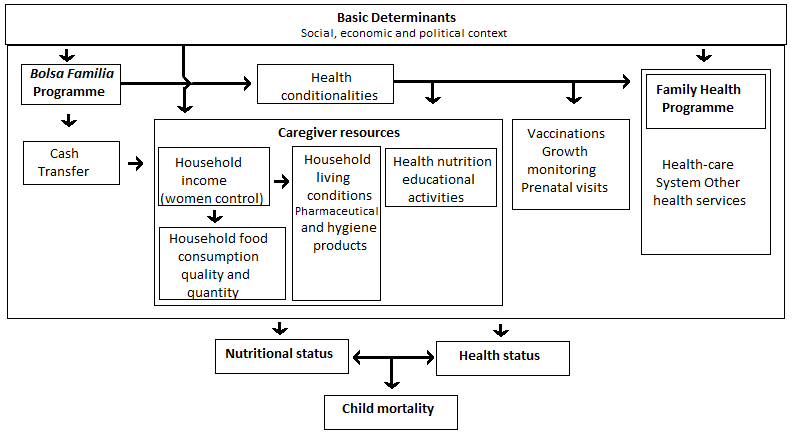 Basic Determinants
Social, economic and political context
Bolsa Familia
Programme
Health
conditionalities
Family Health
Programme
Cash
Transfer
Caregiver resources
Household
income
(women control)
Household
living
conditions
Pharmaceutical
and hygiene
products
Health nutrition
educational
activities
Vaccinations
Growth
monitoring
Prenatal visits
Health-care
System Other
health services
Household food
consumption
quality and
quantity
Nutritional status
Health status
Child mortality